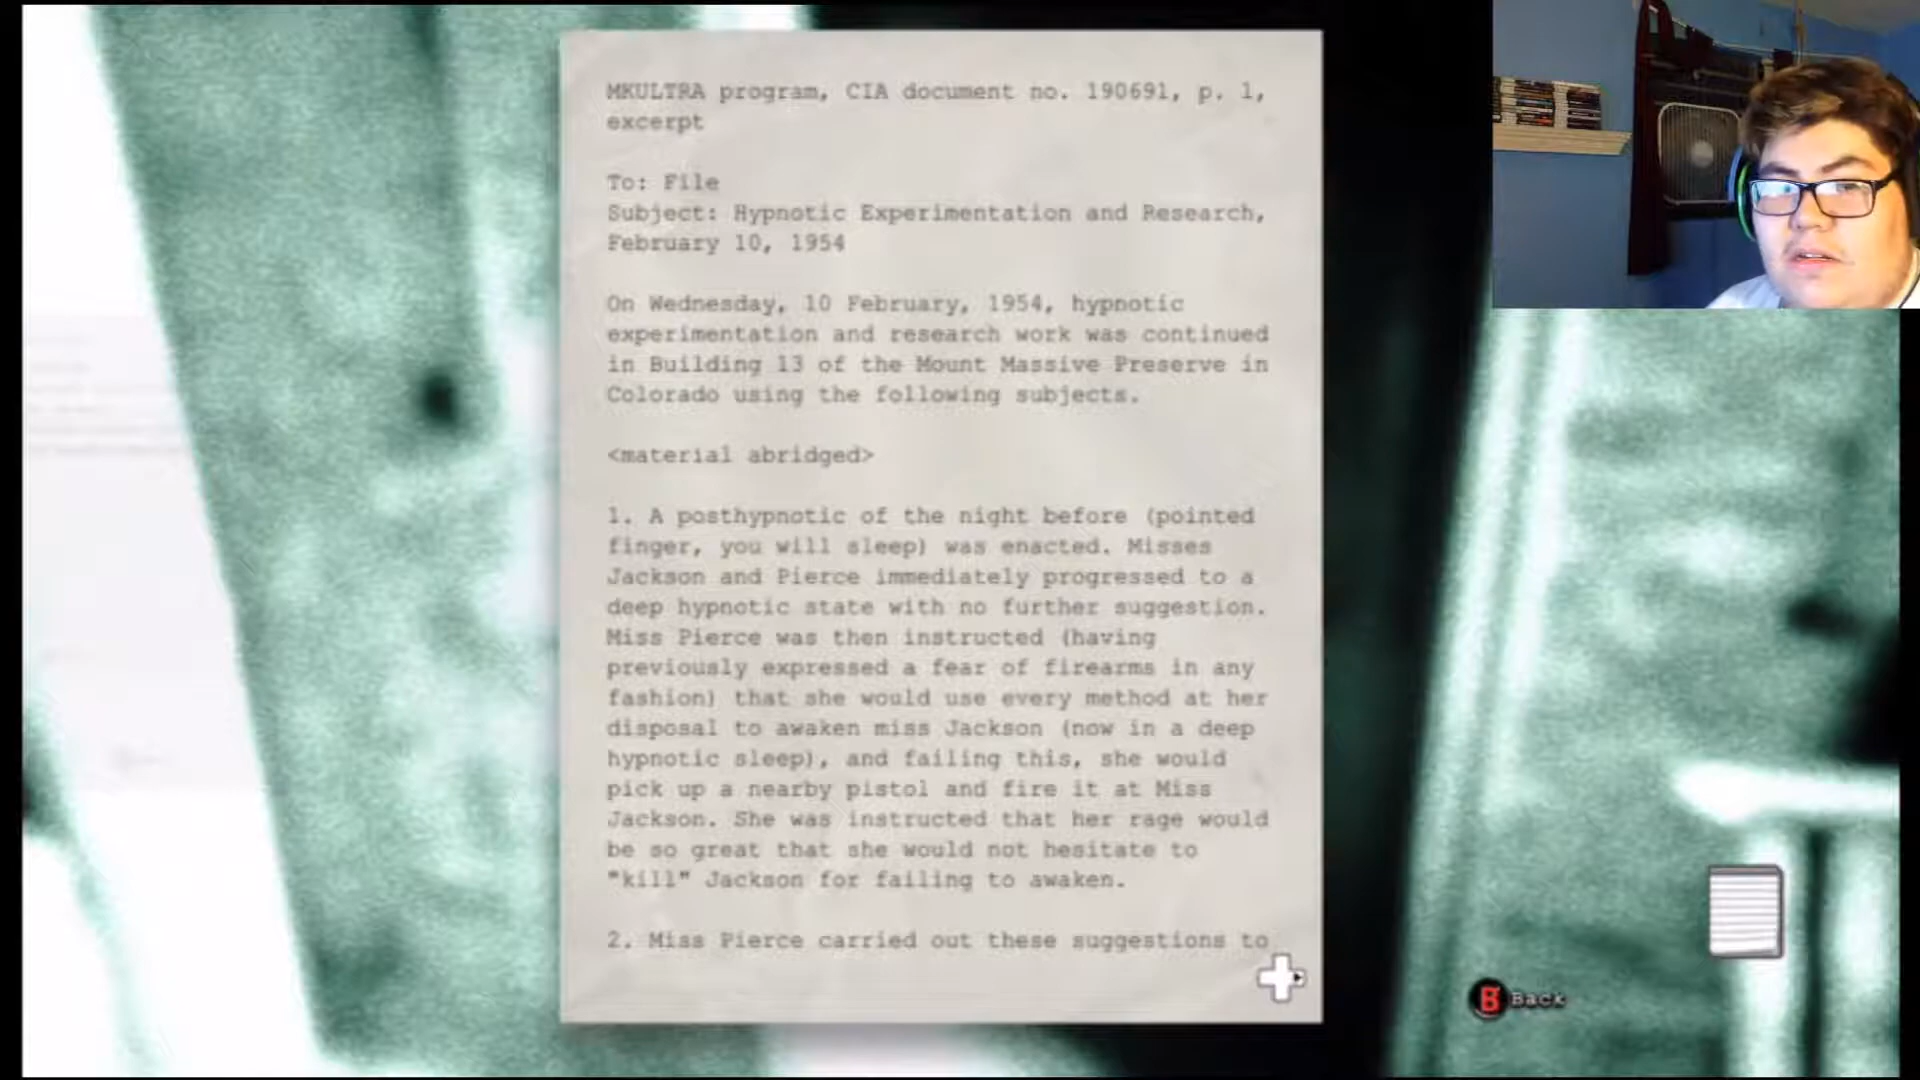 MKULTRA program, CIA document no. 190691, p. 1,
excerpt
To: File
Subject: Hypnotic Experimentation and Research,
February 10, 1954
On Wednesday, 10 February, 1954, hypnotic
experimentation and research work was continued
in Building 13 of the Mount Massive Preserve in
Colorado using the following subjects.
<material abridged>
1. A posthypnotic of the night before (pointed
finger, you will sleep) was enacted. Misses
Jackson and Pierce immediately progressed to a
deep hypnotic state with no further suggestion.
Miss Pierce was then instructed (having
previously expressed a fear of firearms in any
fashion) that she would use every method at her
disposal to awaken miss Jackson (now in a deep
hypnotic sleep), and failing this, she would
pick up a nearby pistol and fire it at Miss
Jackson. She was instructed that her rage would
be so great that she would not hesitate to
"kill" Jackson for failing to awaken.
2. Miss Pierce carried out these suggestions to
B Back